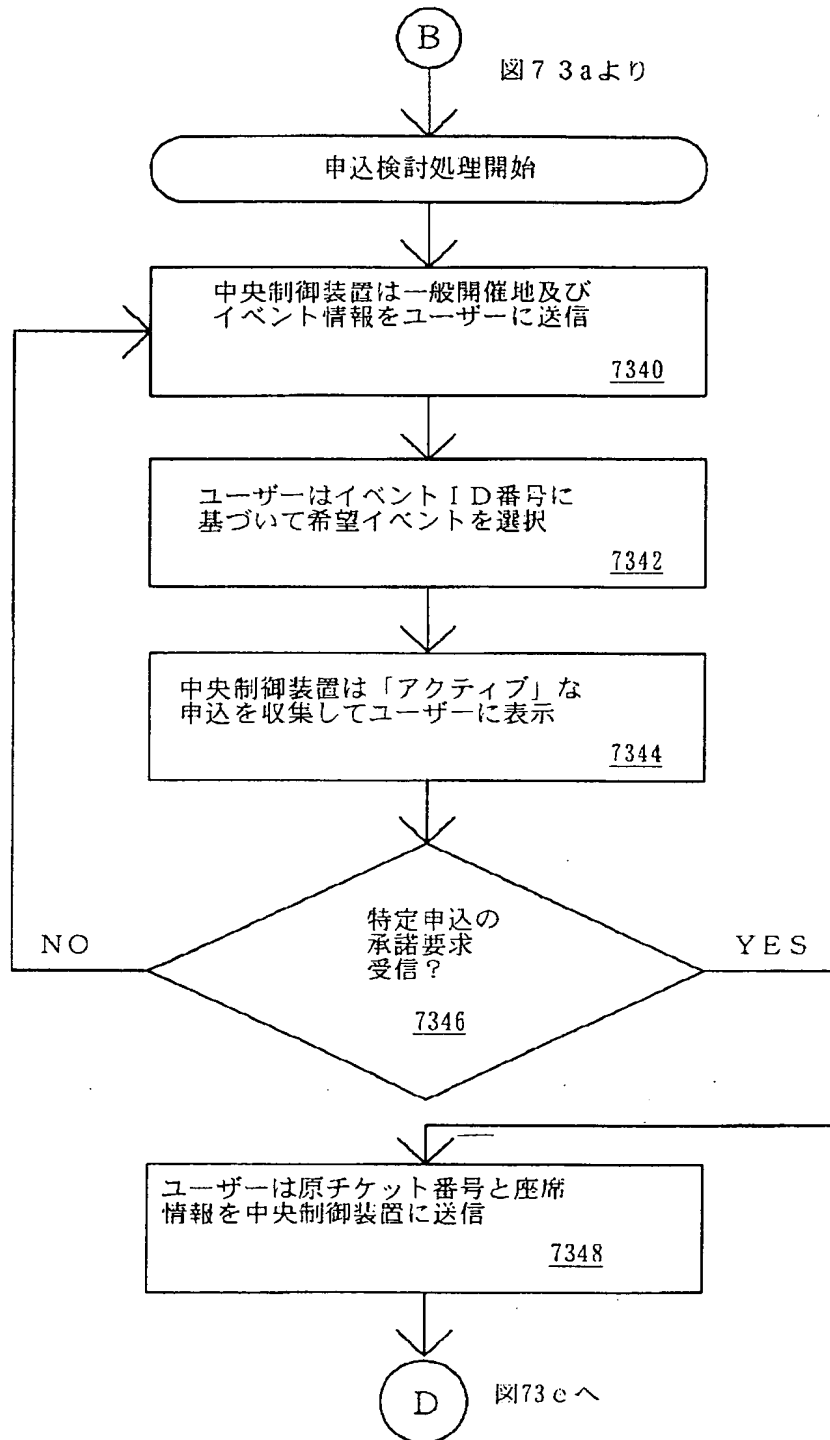 B
図７３aより
申込検討処理開始
中央制御装置は一般開催地及び
イベント情報をユーザーに送信
7340
ユーザーはイベントＩＤ番号に
基づいて希望イベントを選択
7342
中央制御装置は「アクティブ」な
申込を収集してユーザーに表示
7344
特定申込の
承諾要求
受信？
7346
NO
YES
ユーザーは原チケット番号と座席
情報を中央制御装置に送信
7348
D
図73ｅへ